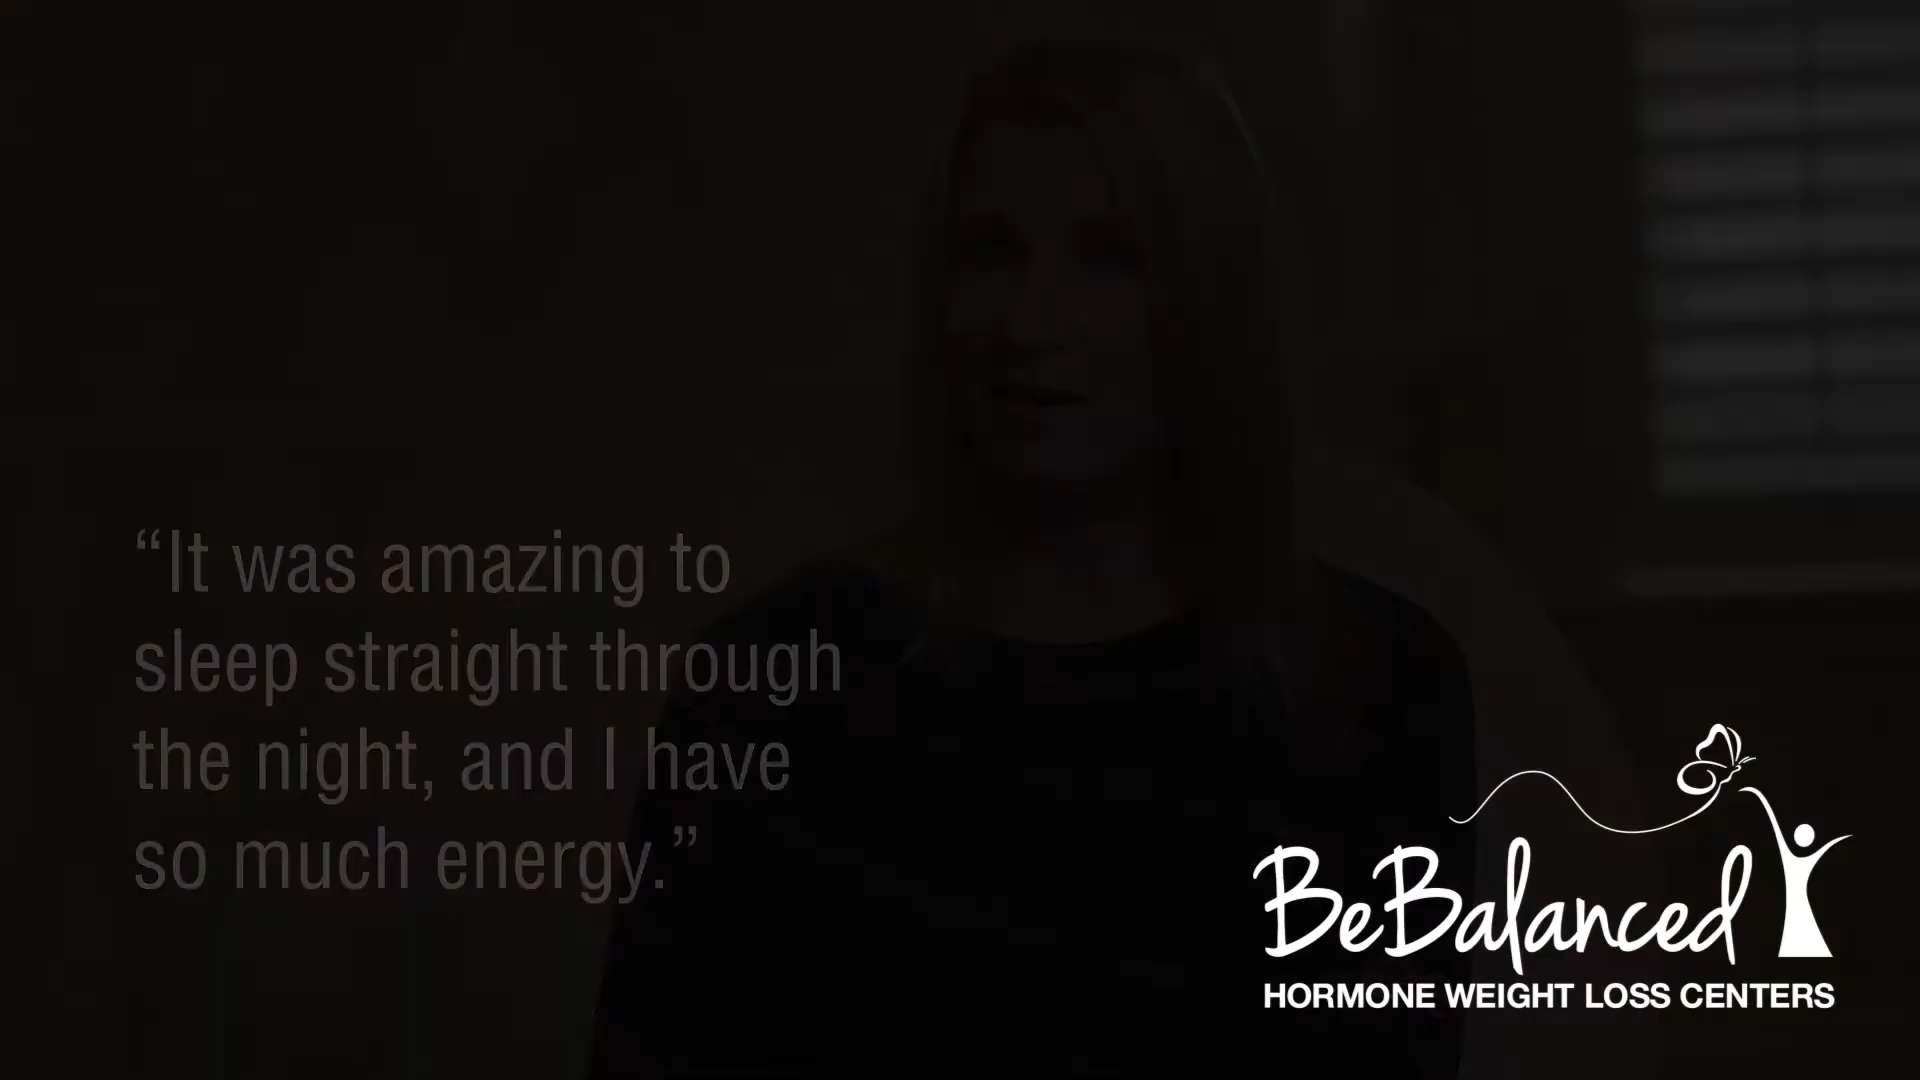 “It was amazing to
sleep straight through
the night, and I have
so much energy.”
BeBalanced
HORMONE WEIGHT LOSS CENTERS